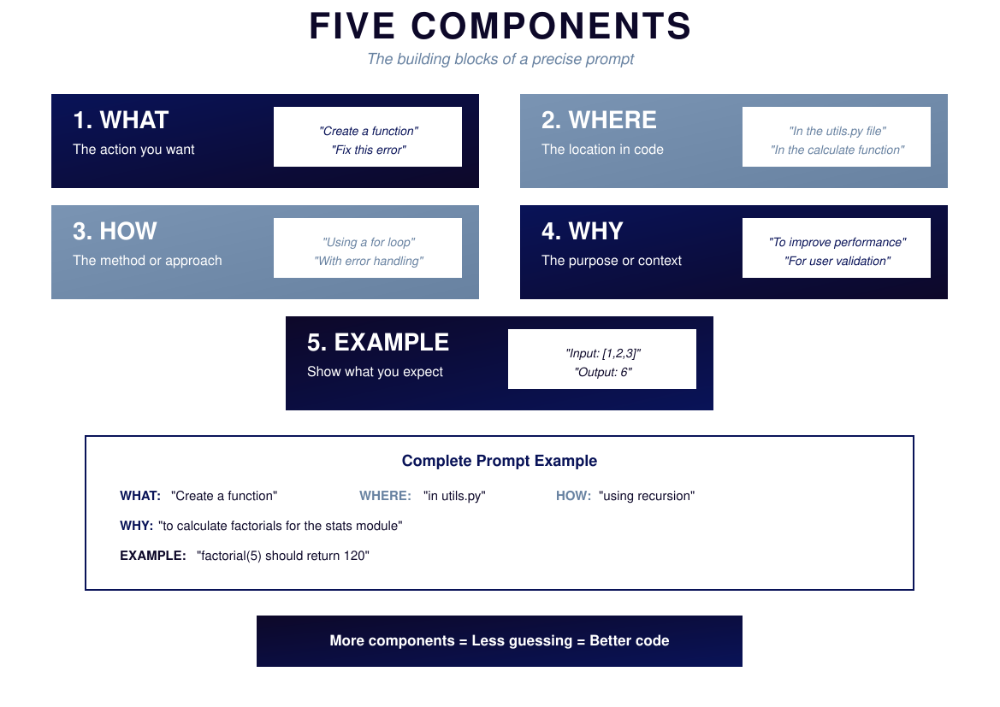 FIVE COMPONENTS
The building blocks of a precise prompt
1. WHAT
The action you want
"Create a function"
"Fix this error"
2. WHERE
The location in code
"In the utils.py file"
"In the calculate function"
3. HOW
The method or approach
"Using a for loop"
"With error handling"
4. WHY
The purpose or context
"To improve performance"
"For user validation"
5. EXAMPLE
Show what you expect
"Input: [1,2,3]"
"Output: 6"
Complete Prompt Example
WHAT: "Create a function" WHERE: "in utils.py" HOW: "using recursion"
WHY: "to calculate factorials for the stats module"
EXAMPLE: "factorial(5) should return 120"
More components = Less guessing = Better code